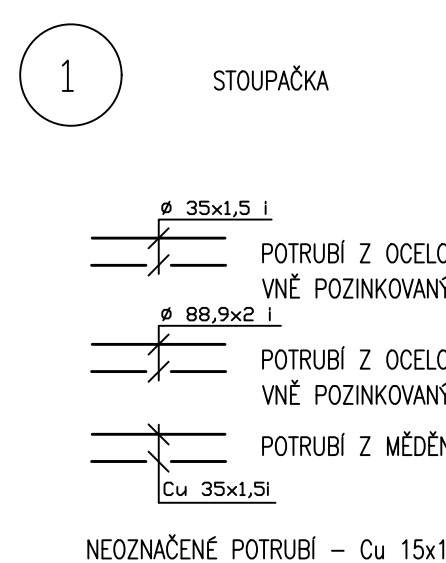 1
STOUPAČKA
ø 35x1,5 i
POTRUBÍ Z OCELO
VNĚ POZINKOVANÝ
ø 88,9x2 i
POTRUBÍ Z OCELO
VNĚ POZINKOVANÝ
POTRUBÍ Z MĚDĚN
Cu 35x1,5i
NEOZNAČENÉ POTRUBÍ – Cu 15x1